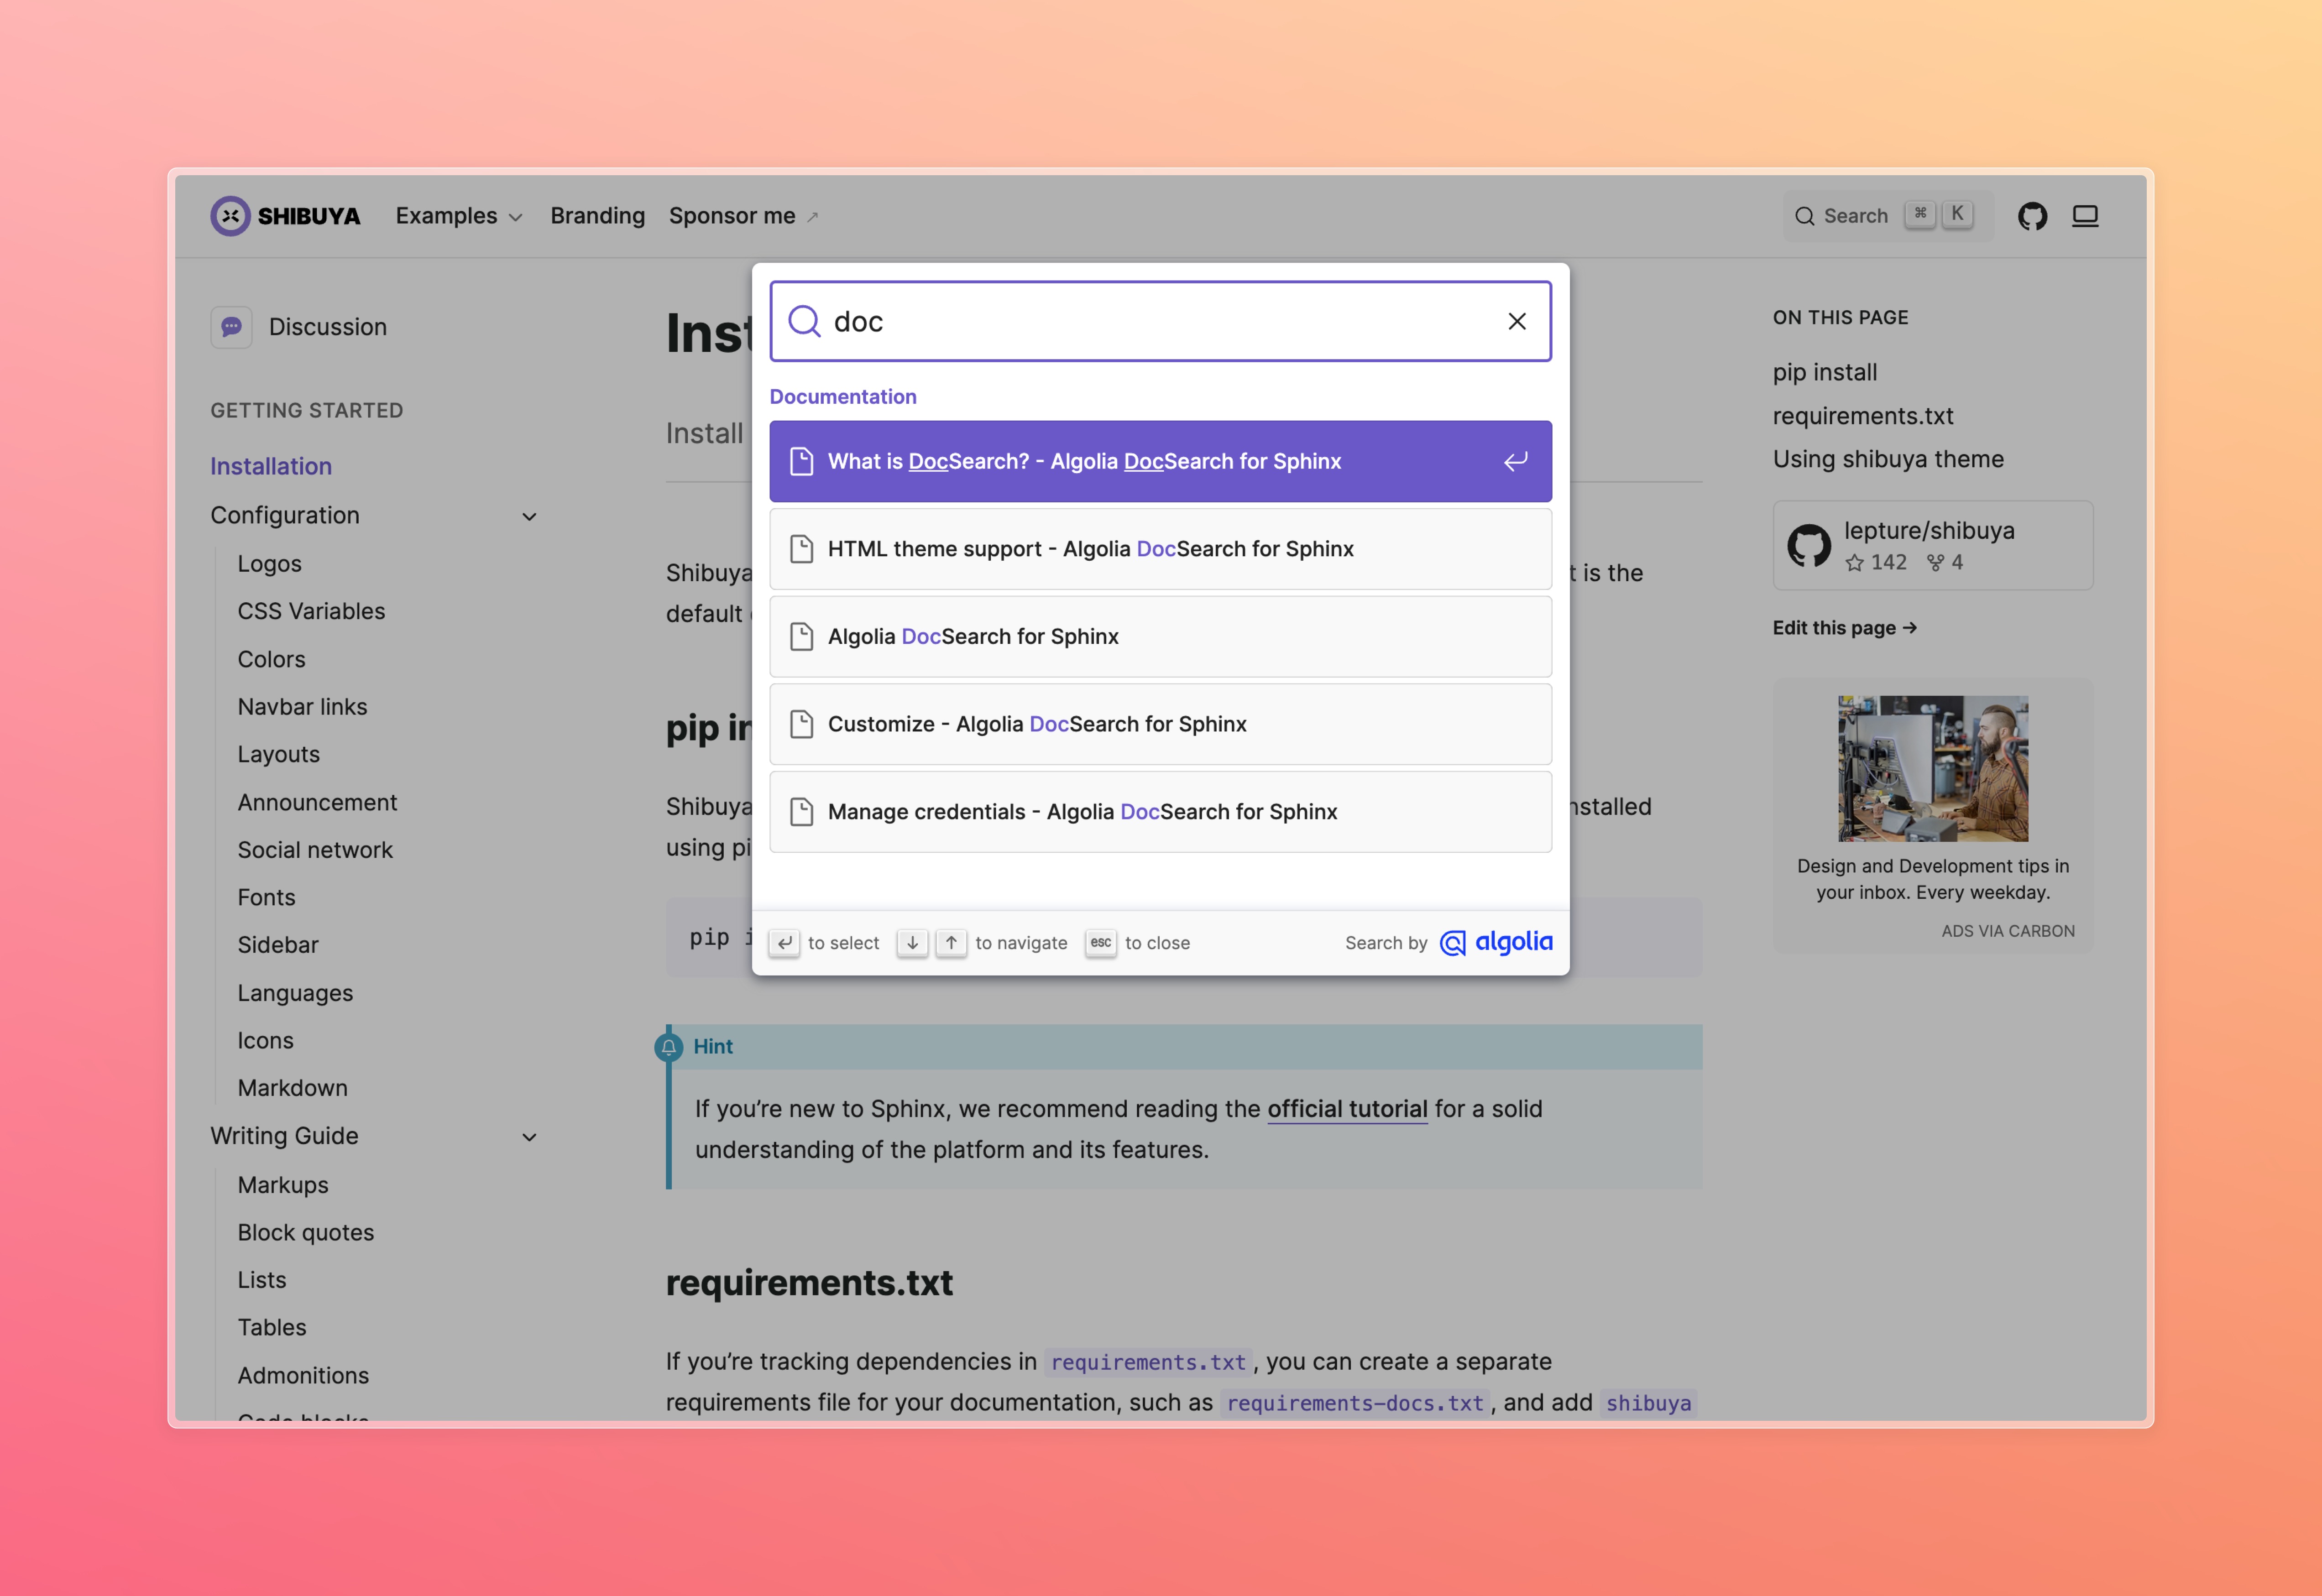 SHIBUYA
Examples
Branding
Sponsor me ↗
Search ⌘ K
Discussion
GETTING STARTED
Installation
Configuration
Logos
CSS Variables
Colors
Navbar links
Layouts
Announcement
Social network
Fonts
Sidebar
Languages
Icons
Markdown
Writing Guide
Markups
Block quotes
Lists
Tables
Admonitions
Install
Shibuya
t is the
default
pip in
Shibuya
nstalled
using pi
pip i
doc
Documentation
What is DocSearch? - Algolia DocSearch for Sphinx
HTML theme support - Algolia DocSearch for Sphinx
Algolia DocSearch for Sphinx
Customize - Algolia DocSearch for Sphinx
Manage credentials - Algolia DocSearch for Sphinx
to select ↓ ↑ to navigate esc to close
Search by algolia
Hint
If you’re new to Sphinx, we recommend reading the official tutorial for a solid
understanding of the platform and its features.
requirements.txt
If you’re tracking dependencies in requirements.txt, you can create a separate
requirements file for your documentation, such as requirements-docs.txt, and add shibuya
ON THIS PAGE
pip install
requirements.txt
Using shibuya theme
lepture/shibuya
142 4
Edit this page →
Design and Development tips in
your inbox. Every weekday.
ADS VIA CARBON